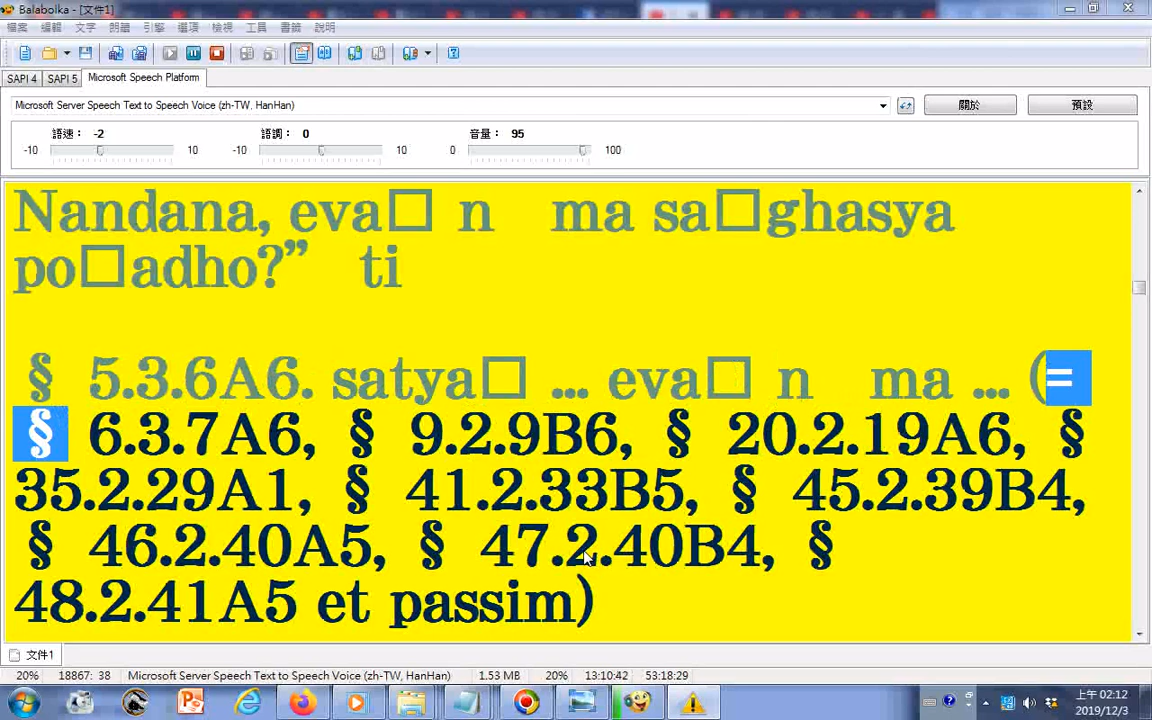 Balabolka - [文件1]
檔案 編輯 文字 朗讀 引擎 選項 檢視 工具 書籤 說明
SAPI 4 SAPI 5 Microsoft Speech Platform
Microsoft Server Speech Text to Speech Voice (zh-TW, HanHan) 關於 預設
語速： -2 語調： 0 音量： 95
-10 10 -10 10 0 100
Nandana, eva□ n ma sa□ghasya
po□adho?” ti
§ 5.3.6A6. satya□ ... eva□ n ma ... (=
§ 6.3.7A6, § 9.2.9B6, § 20.2.19A6, §
35.2.29A1, § 41.2.33B5, § 45.2.39B4,
§ 46.2.40A5, § 47.2.40B4, §
48.2.41A5 et passim)
文件1
20% 18867: 38 Microsoft Server Speech Text to Speech Voice (zh-TW, HanHan) 1.53 MB 20% 13:10:42 53:18:29
上午 02:12
2019/12/3